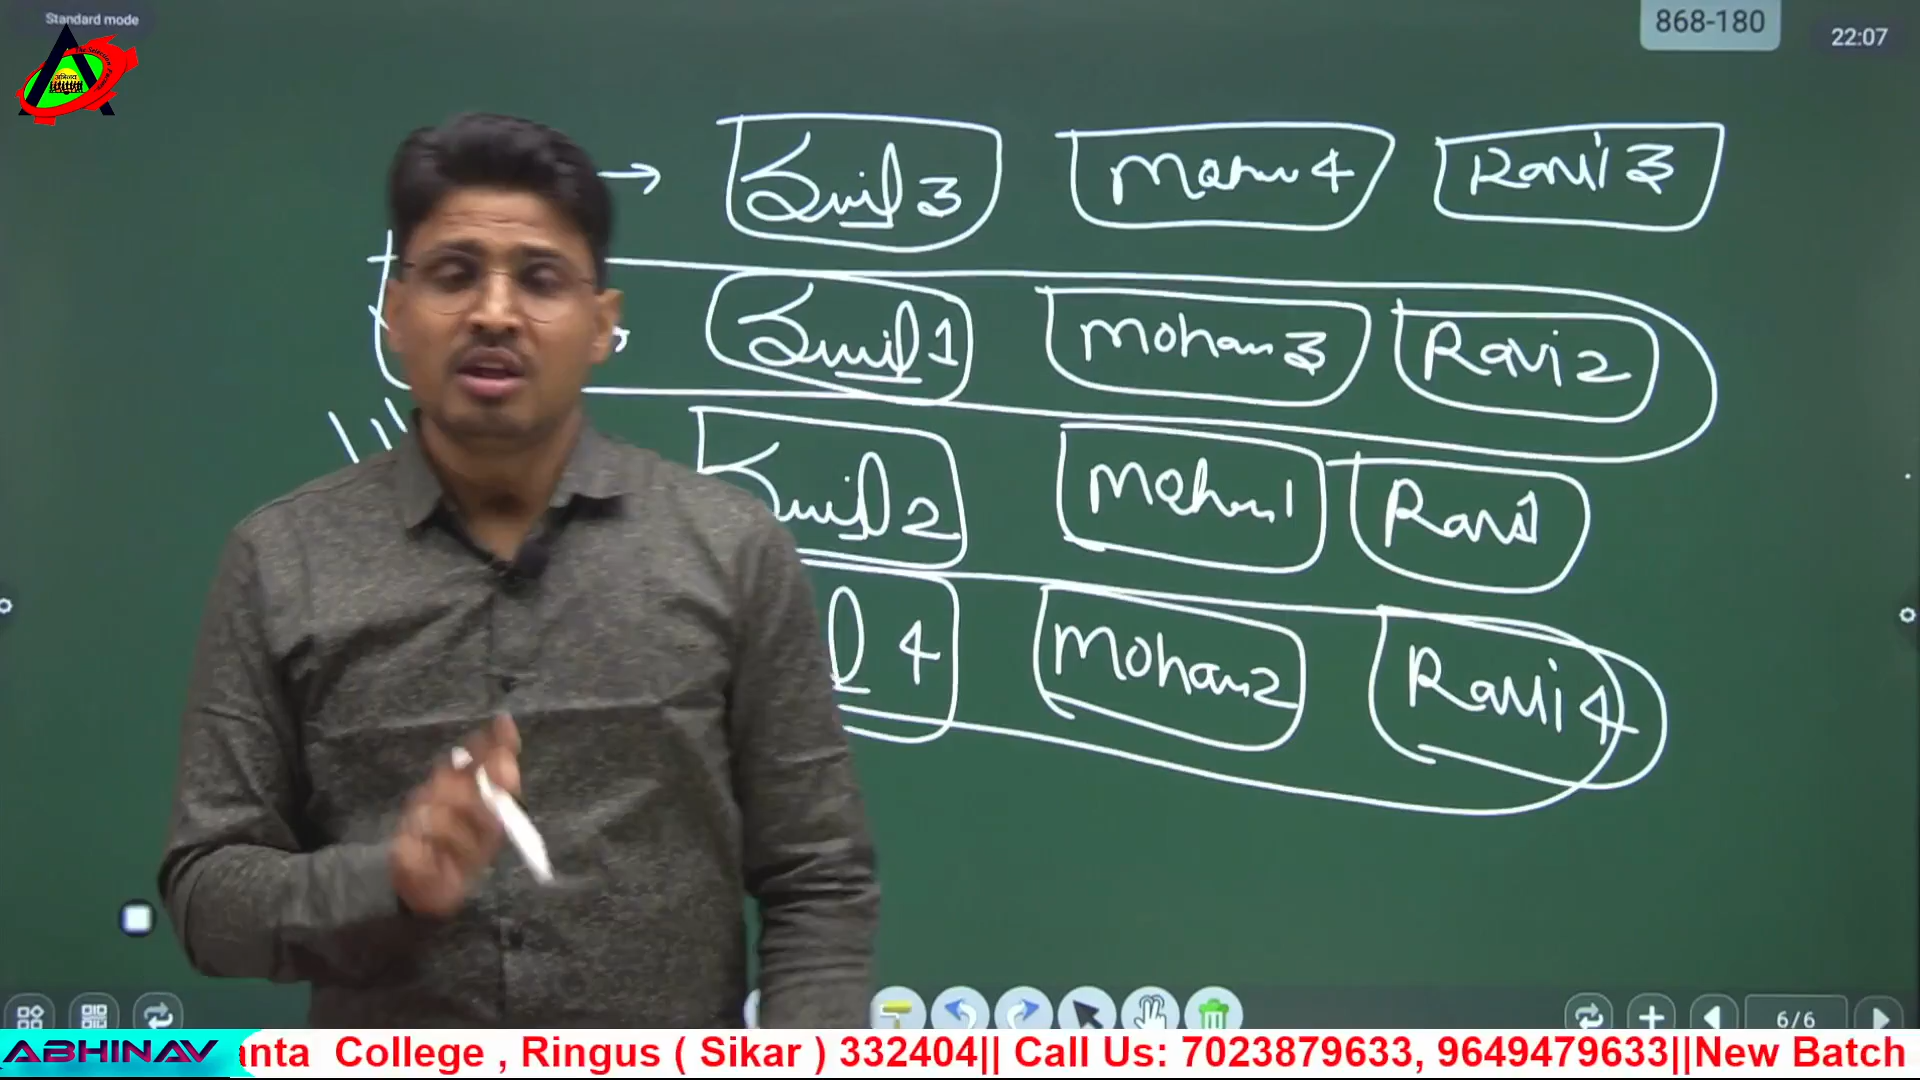 Standard mode
868-180
22:07
→ Sunil 3 Mohan 4 Ravi 3
Sunil 1 Mohan 3 Ravi 2
Sunil 2 Mohan 1 Ravi 1
4 Mohan 2 Ravi 4
6/6
ABHINAV anta College , Ringus ( Sikar ) 332404|| Call Us: 7023879633, 9649479633||New Batch